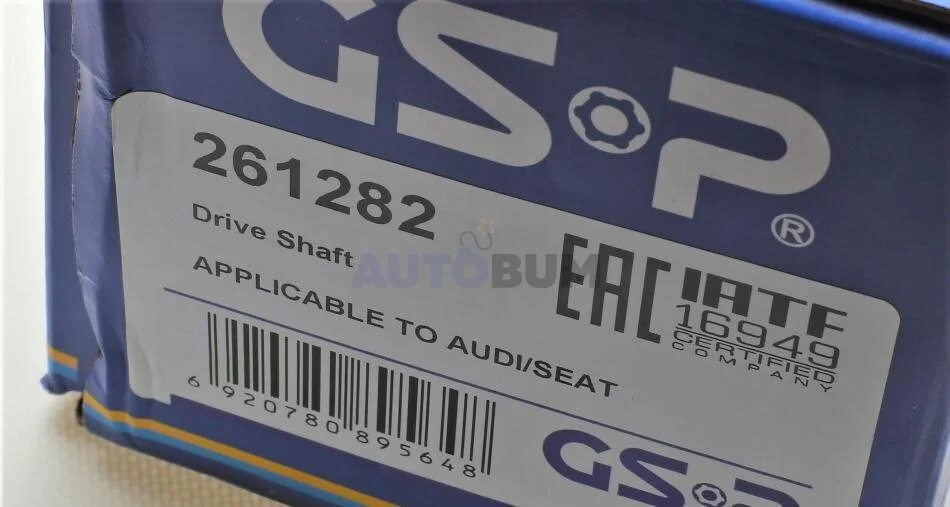 GSP®
261282
Drive Shaft
APPLICABLE TO AUDI/SEAT
EAC
IATF
16949
CERTIFIED
COMPANY
AUTOBUM
6 920780 895648
GSP